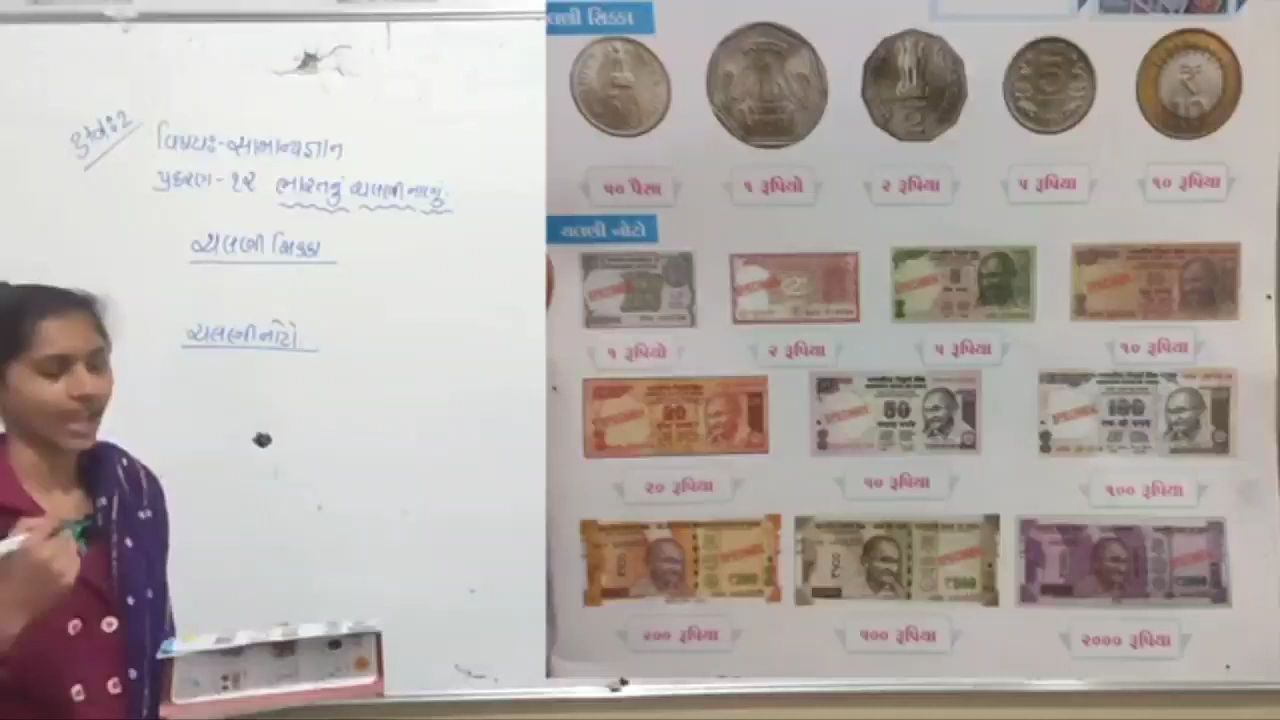 ધોરણઃ૨
વિષયઃ-સામાન્યજ્ઞાન
પ્રકરણ-૧૨ ભારતનું ચલણીનાણું.
ચલણી સિક્કા
ચલણીનોટો
લણી સિક્કા
૫૦ પૈસા
૧ રૂપિયો
૨ રૂપિયા
૫ રૂપિયા
૧૦ રૂપિયા
ચલણી નોટો
૧ રૂપિયો
૨ રૂપિયા
૫ રૂપિયા
૧૦ રૂપિયા
૨૦ રૂપિયા
૫૦ રૂપિયા
૧૦૦ રૂપિયા
૨૦૦ રૂપિયા
૫૦૦ રૂપિયા
૨૦૦૦ રૂપિયા